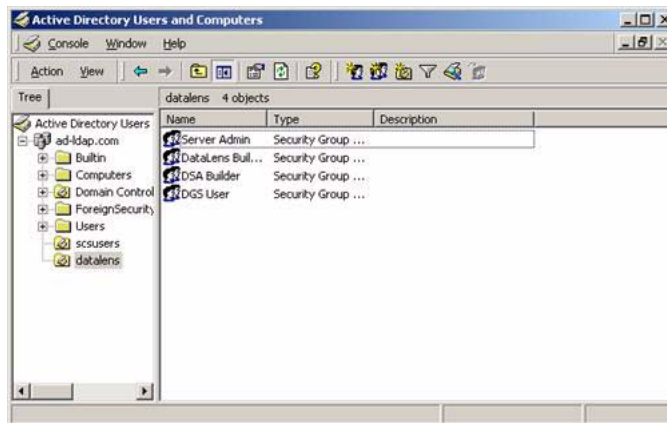 Active Directory Users and Computers
Console Window Help
Action View
Tree
datalens 4 objects
Active Directory Users
ad-ldap.com
Builtin
Computers
Domain Control
ForeignSecurity
Users
scsusers
datalens
Name Type Description
Server Admin Security Group ...
DataLens Buil... Security Group ...
DSA Builder Security Group ...
DGS User Security Group ...